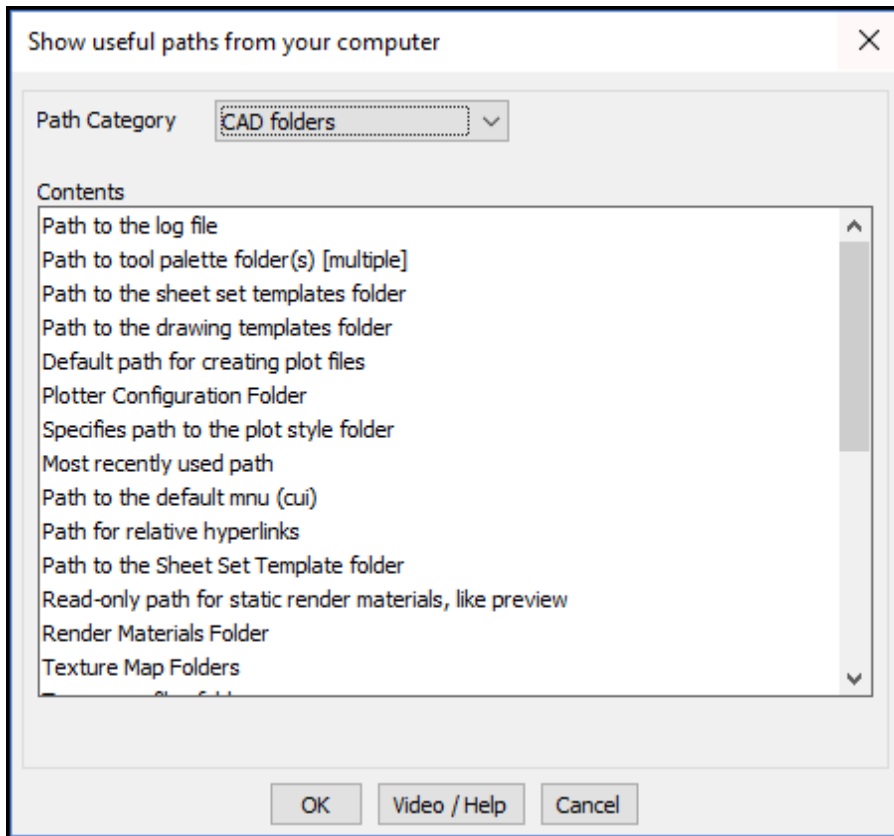 Show useful paths from your computer
Path Category
CAD folders
Contents
Path to the log file
Path to tool palette folder(s) [multiple]
Path to the sheet set templates folder
Path to the drawing templates folder
Default path for creating plot files
Plotter Configuration Folder
Specifies path to the plot style folder
Most recently used path
Path to the default mnu (cui)
Path for relative hyperlinks
Path to the Sheet Set Template folder
Read-only path for static render materials, like preview
Render Materials Folder
Texture Map Folders
OK
Video / Help
Cancel